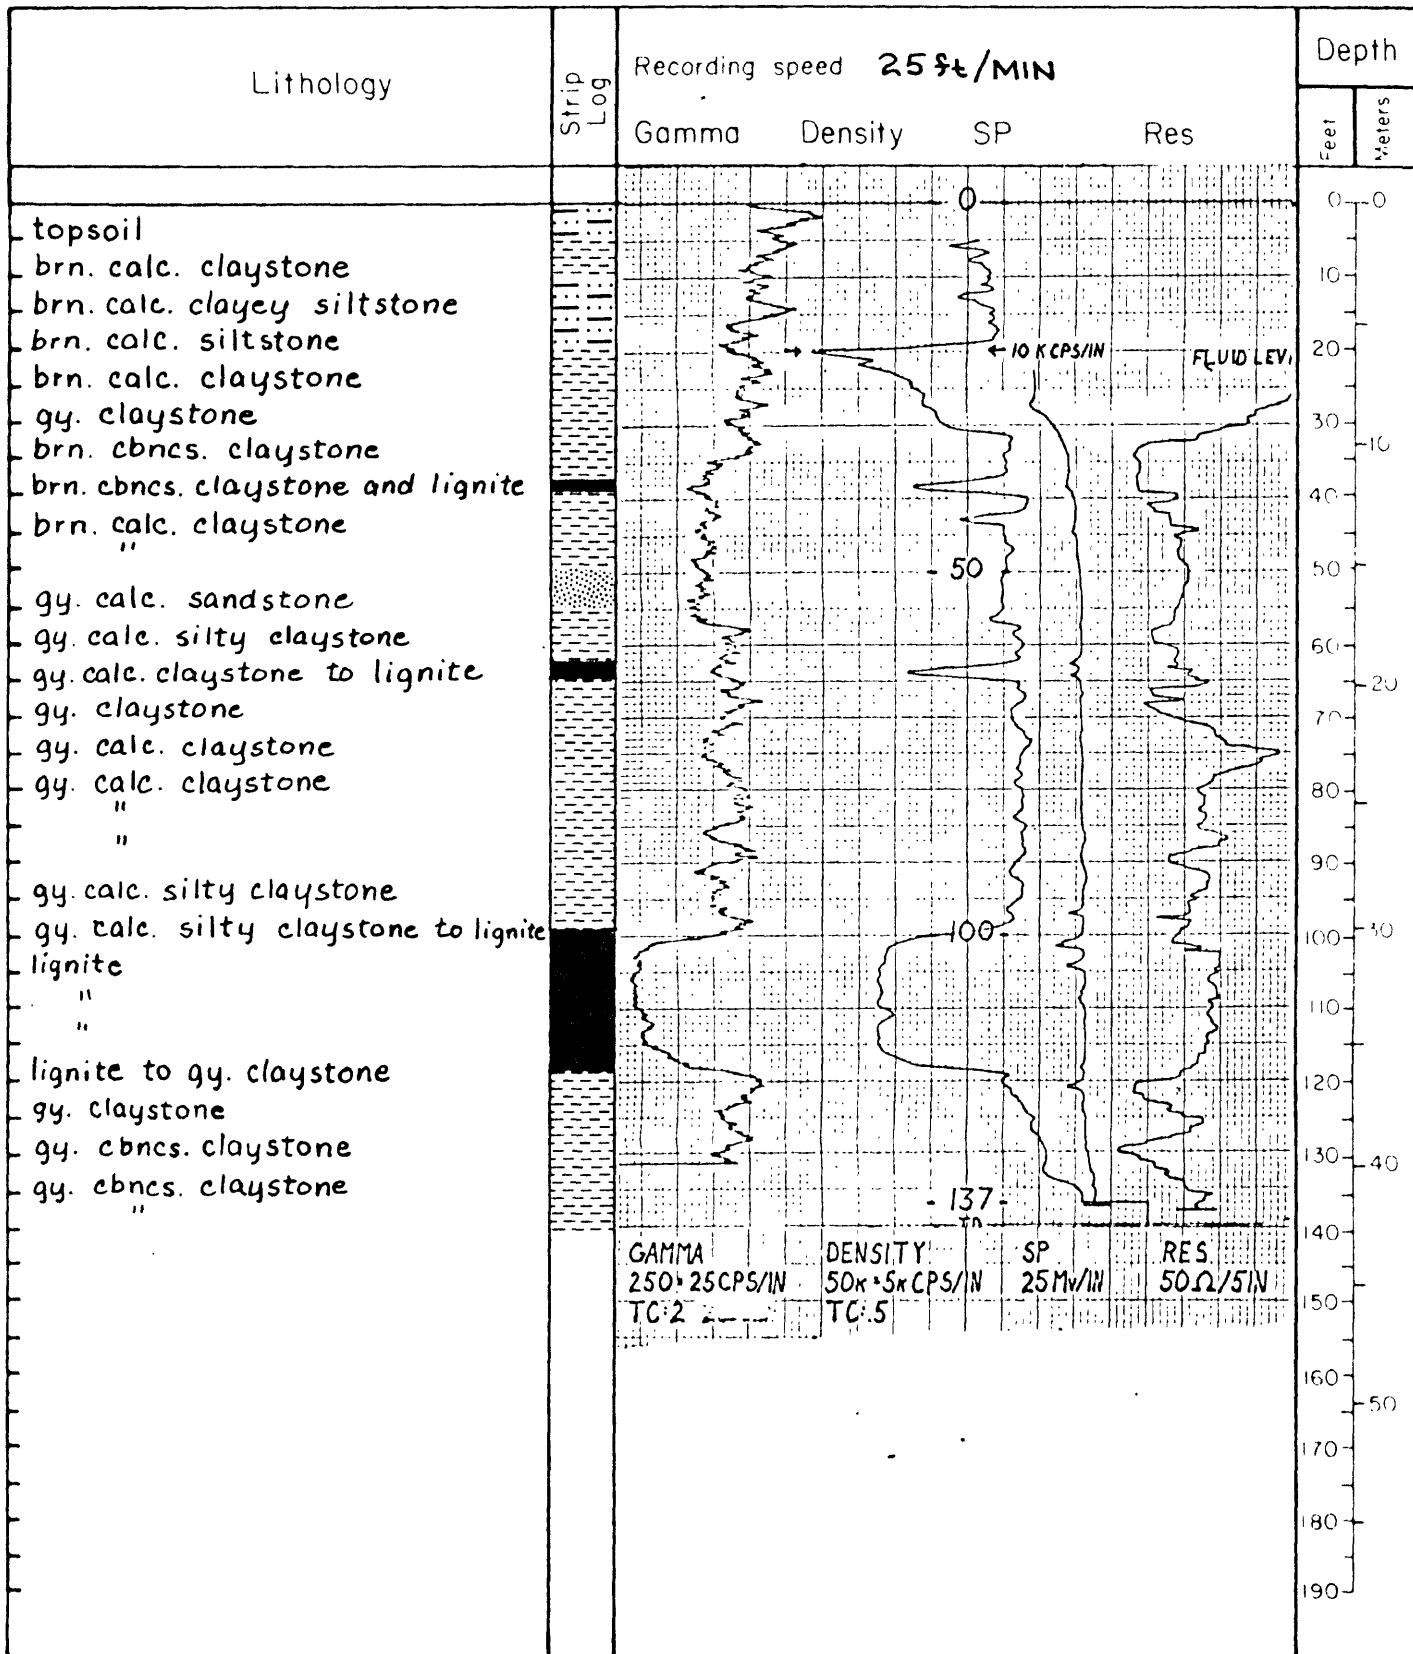 Lithology
Strip Log
Recording speed 25 ft/MIN
Gamma Density SP Res
Depth
Feet
Meters
topsoil
brn. calc. claystone
brn. calc. clayey siltstone
brn. calc. siltstone
brn. calc. claystone
gy. claystone
brn. cbncs. claystone
brn. cbncs. claystone and lignite
brn. calc. claystone
"
gy. calc. sandstone
gy. calc. silty claystone
gy. calc. claystone to lignite
gy. claystone
gy. calc. claystone
gy. calc. claystone
"
"
gy. calc. silty claystone
gy. calc. silty claystone to lignite
lignite
"
"
lignite to gy. claystone
gy. claystone
gy. cbncs. claystone
gy. cbncs. claystone
"
0
← 10 K CPS/IN
FLUID LEV
50
100
137
GAMMA
250 25 CPS/IN
TC:2
DENSITY
50K 5K CPS/IN
TC:.5
SP
25 MV/IN
RES
50Ω/5IN
0
10
20
30
40
50
60
70
80
90
100
110
120
130
140
150
160
170
180
190
0
10
20
30
40
50